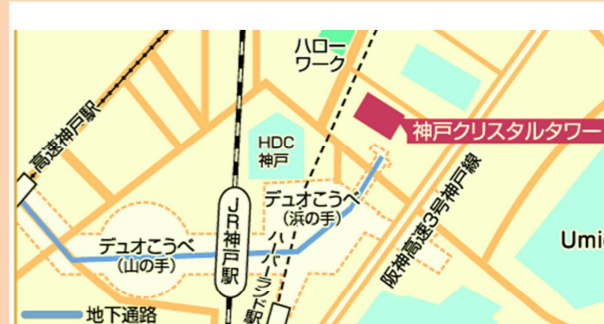 ハロー
ワーク
高速神戸駅
神戸クリスタルタワー
HDC
神戸
JR神戸駅
デュオこうべ
(浜の手)
阪神高速3号神戸線
デュオこうべ
(山の手)
ハーバーランド駅
Umi
地下通路